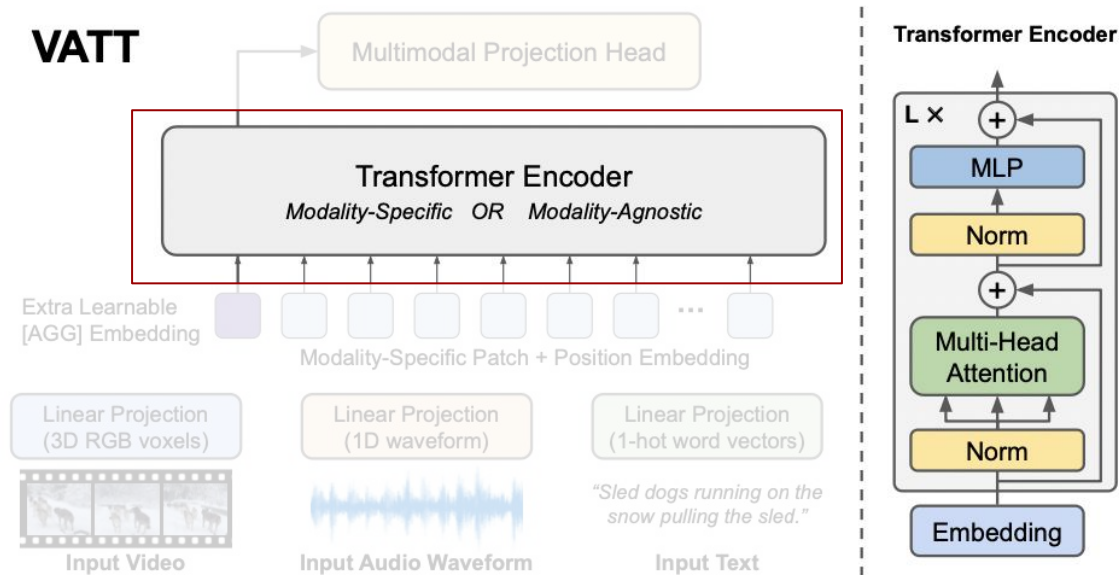 VATT
Multimodal Projection Head
Transformer Encoder
Modality-Specific OR Modality-Agnostic
Extra Learnable
[AGG] Embedding
...
Modality-Specific Patch + Position Embedding
Linear Projection
(3D RGB voxels)
Linear Projection
(1D waveform)
Linear Projection
(1-hot word vectors)
“Sled dogs running on the
snow pulling the sled.”
Input Video
Input Audio Waveform
Input Text
Transformer Encoder
L ×
+
MLP
Norm
+
Multi-Head
Attention
Norm
Embedding